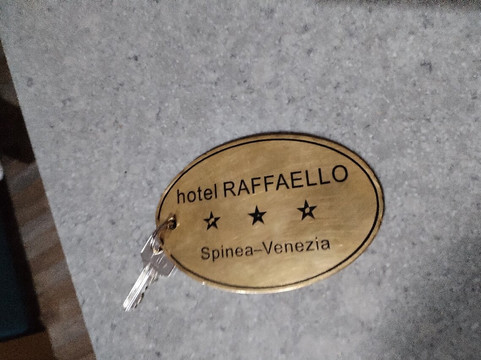 hotel RAFFAELLO
★ ★ ★
Spinea–Venezia